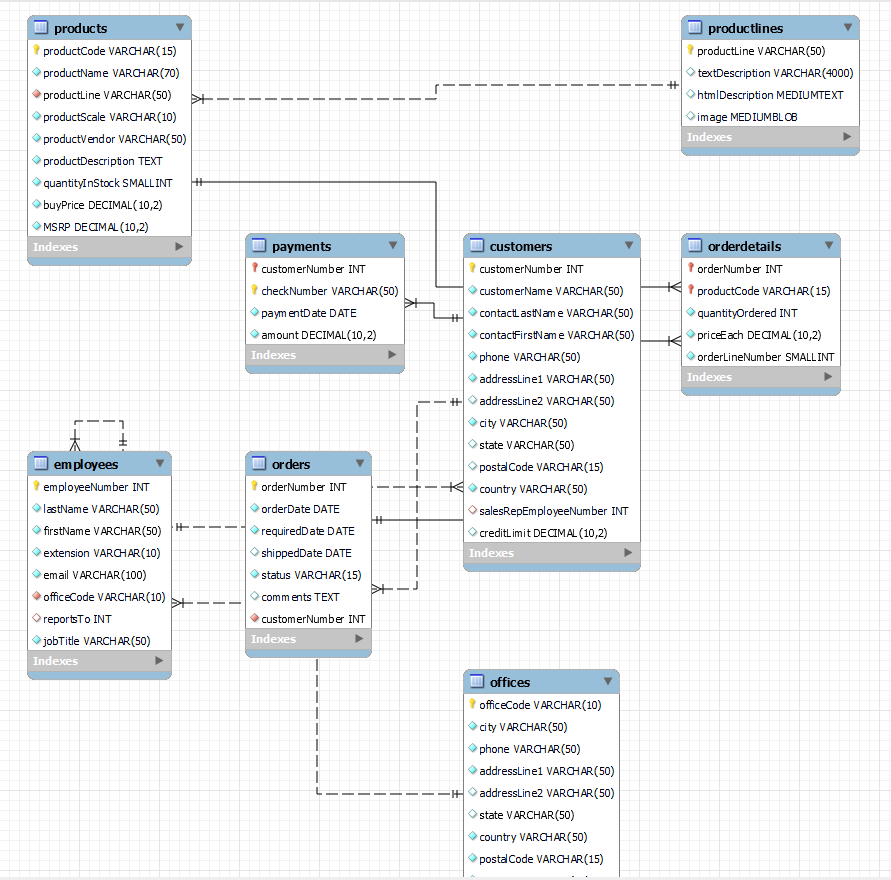 products
productCode VARCHAR(15)
productName VARCHAR(70)
productLine VARCHAR(50)
productScale VARCHAR(10)
productVendor VARCHAR(50)
productDescription TEXT
quantityInStock SMALLINT
buyPrice DECIMAL(10,2)
MSRP DECIMAL(10,2)
Indexes
productlines
productLine VARCHAR(50)
textDescription VARCHAR(4000)
htmlDescription MEDIUMTEXT
image MEDIUMBLOB
Indexes
payments
customerNumber INT
checkNumber VARCHAR(50)
paymentDate DATE
amount DECIMAL(10,2)
Indexes
customers
customerNumber INT
customerName VARCHAR(50)
contactLastName VARCHAR(50)
contactFirstName VARCHAR(50)
phone VARCHAR(50)
addressLine1 VARCHAR(50)
addressLine2 VARCHAR(50)
city VARCHAR(50)
state VARCHAR(50)
postalCode VARCHAR(15)
country VARCHAR(50)
salesRepEmployeeNumber INT
creditLimit DECIMAL(10,2)
Indexes
orderdetails
orderNumber INT
productCode VARCHAR(15)
quantityOrdered INT
priceEach DECIMAL(10,2)
orderLineNumber SMALLINT
Indexes
employees
employeeNumber INT
lastName VARCHAR(50)
firstName VARCHAR(50)
extension VARCHAR(10)
email VARCHAR(100)
officeCode VARCHAR(10)
reportsTo INT
jobTitle VARCHAR(50)
Indexes
orders
orderNumber INT
orderDate DATE
requiredDate DATE
shippedDate DATE
status VARCHAR(15)
comments TEXT
customerNumber INT
Indexes
offices
officeCode VARCHAR(10)
city VARCHAR(50)
phone VARCHAR(50)
addressLine1 VARCHAR(50)
addressLine2 VARCHAR(50)
state VARCHAR(50)
country VARCHAR(50)
postalCode VARCHAR(15)